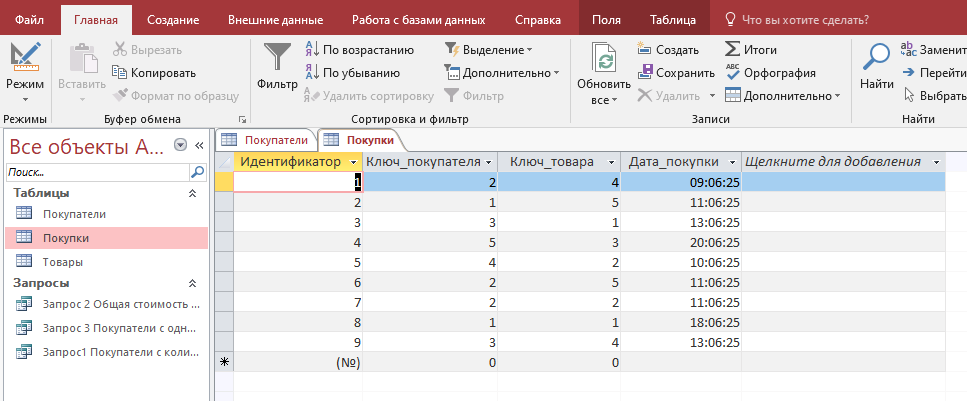 Файл Главная Создание Внешние данные Работа с базами данных Справка Поля Таблица Что вы хотите сделать?
Режим
Режимы
Вставить
Вырезать
Копировать
Формат по образцу
Буфер обмена
Фильтр
По возрастанию
По убыванию
Удалить сортировку
Выделение
Дополнительно
Фильтр
Сортировка и фильтр
Обновить все
Создать
Сохранить
Удалить
Итоги
Орфография
Дополнительно
Записи
Найти
Заменит
Перейти
Выбрать
Найти
Все объекты A...
Поиск...
Таблицы
Покупатели
Покупки
Товары
Запросы
Запрос 2 Общая стоимость ...
Запрос 3 Покупатели с одн...
Запрос1 Покупатели с коли...
Покупатели Покупки
Идентификатор Ключ_покупателя Ключ_товара Дата_покупки Щелкните для добавления
1 2 4 09:06:25
2 1 5 11:06:25
3 3 1 13:06:25
4 5 3 20:06:25
5 4 2 10:06:25
6 2 5 11:06:25
7 2 2 11:06:25
8 1 1 18:06:25
9 3 4 13:06:25
(№) 0 0